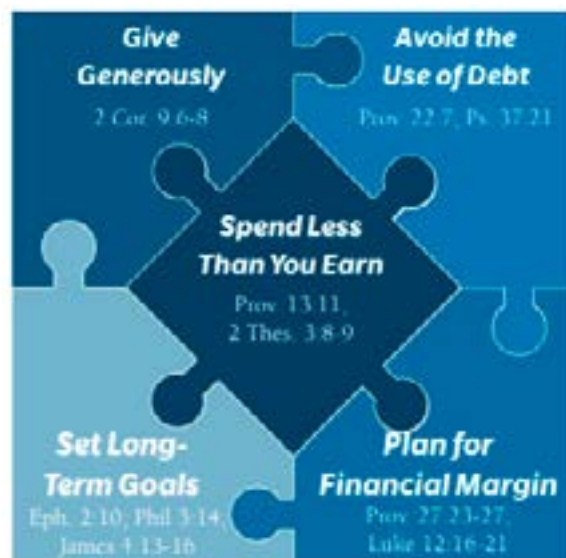 Give
Generously
2 Cor. 9:6-8
Avoid the
Use of Debt
Prov. 22:7, Ps. 37:21
Spend Less
Than You Earn
Prov. 13:11,
2 Thes. 3:8-9
Set Long-
Term Goals
Eph. 2:10, Phil 3:14,
James 4:13-16
Plan for
Financial Margin
Prov. 27:23-27,
Luke 12:16-21